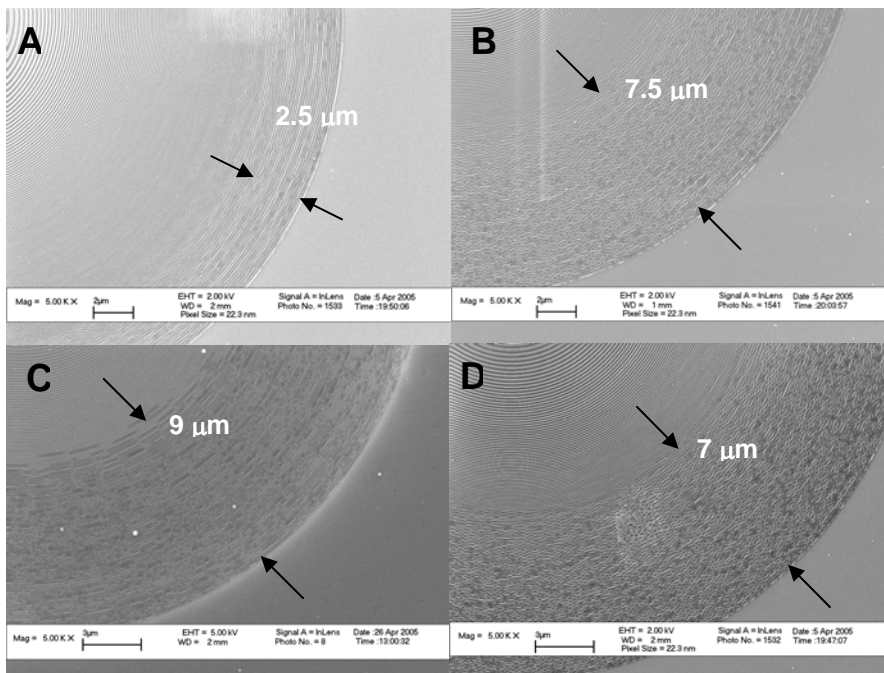 A
2.5 µm
Mag = 5.00 K X
2µm
EHT = 2.00 kV
WD = 2 mm
Pixel Size = 22.3 nm
Signal A = InLens
Photo No. = 1533
Date :5 Apr 2005
Time :19:50:06
B
7.5 µm
Mag = 5.00 K X
2µm
EHT = 2.00 kV
WD = 1 mm
Pixel Size = 22.3 nm
Signal A = InLens
Photo No. = 1541
Date :5 Apr 2005
Time :20:03:57
C
9 µm
Mag = 5.00 K X
3µm
EHT = 5.00 kV
WD = 2 mm
Signal A = InLens
Photo No. = 8
Date :26 Apr 2005
Time :13:00:32
D
7 µm
Mag = 5.00 K X
3µm
EHT = 2.00 kV
WD = 2 mm
Pixel Size = 22.3 nm
Signal A = InLens
Photo No. = 1532
Date :5 Apr 2005
Time :19:47:07